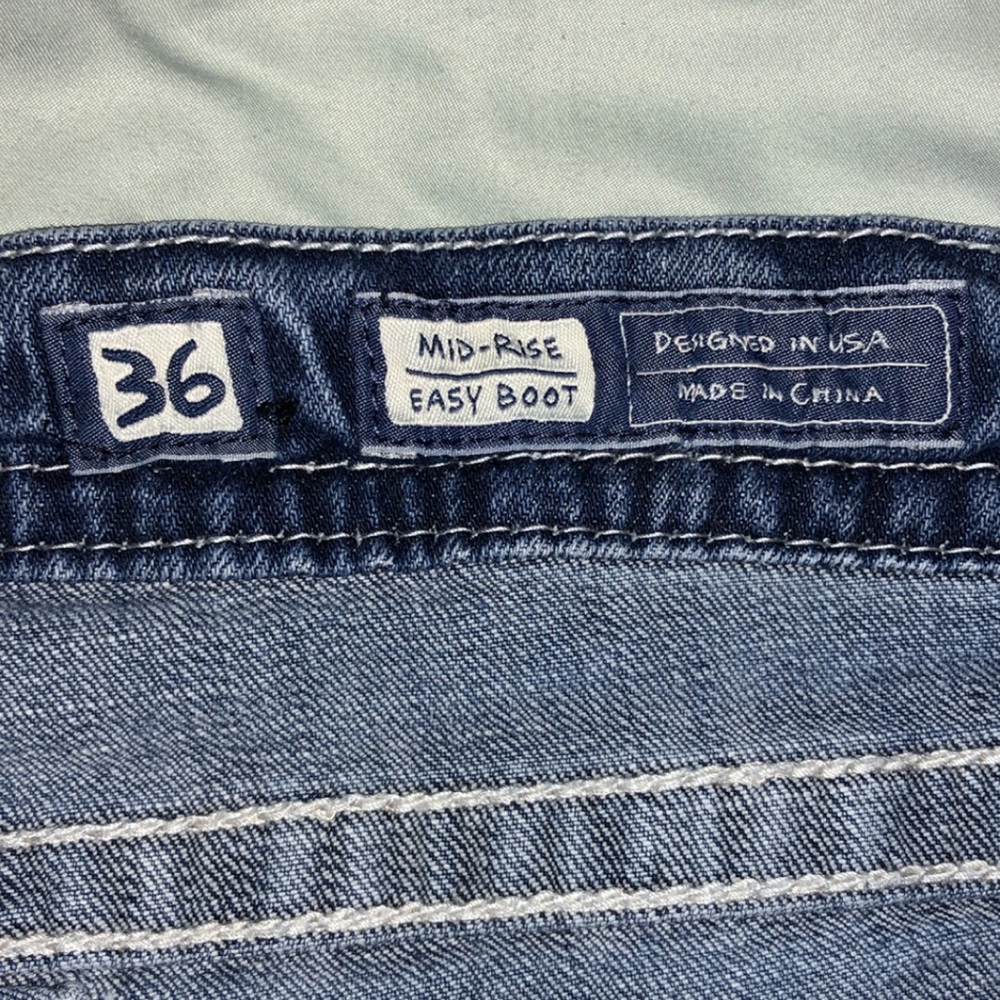 36
MID-RISE
EASY BOOT
DESIGNED IN USA
MADE IN CHINA